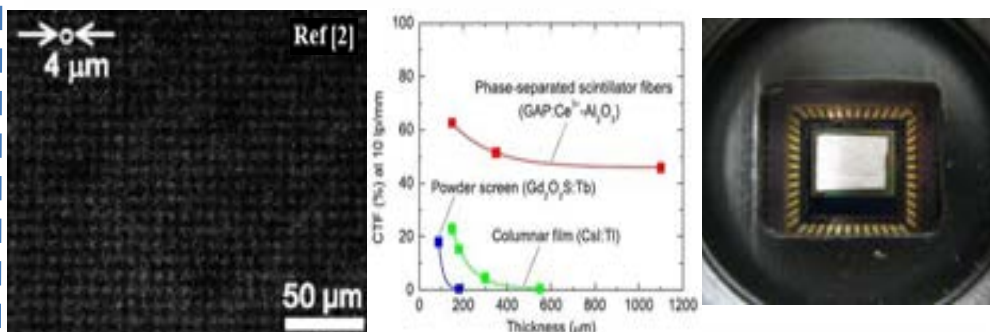 Ref [2]
4 μm
50 μm
100
80
60
40
20
0
CTF (%) at 10 lp/mm
Phase-separated scintillator fibers
(GAP:Ce³⁺-Al₂O₃)
Powder screen (Gd₂O₂S:Tb)
Columnar film (CsI:Tl)
0 200 400 600 800 1000 1200
Thickness (μm)